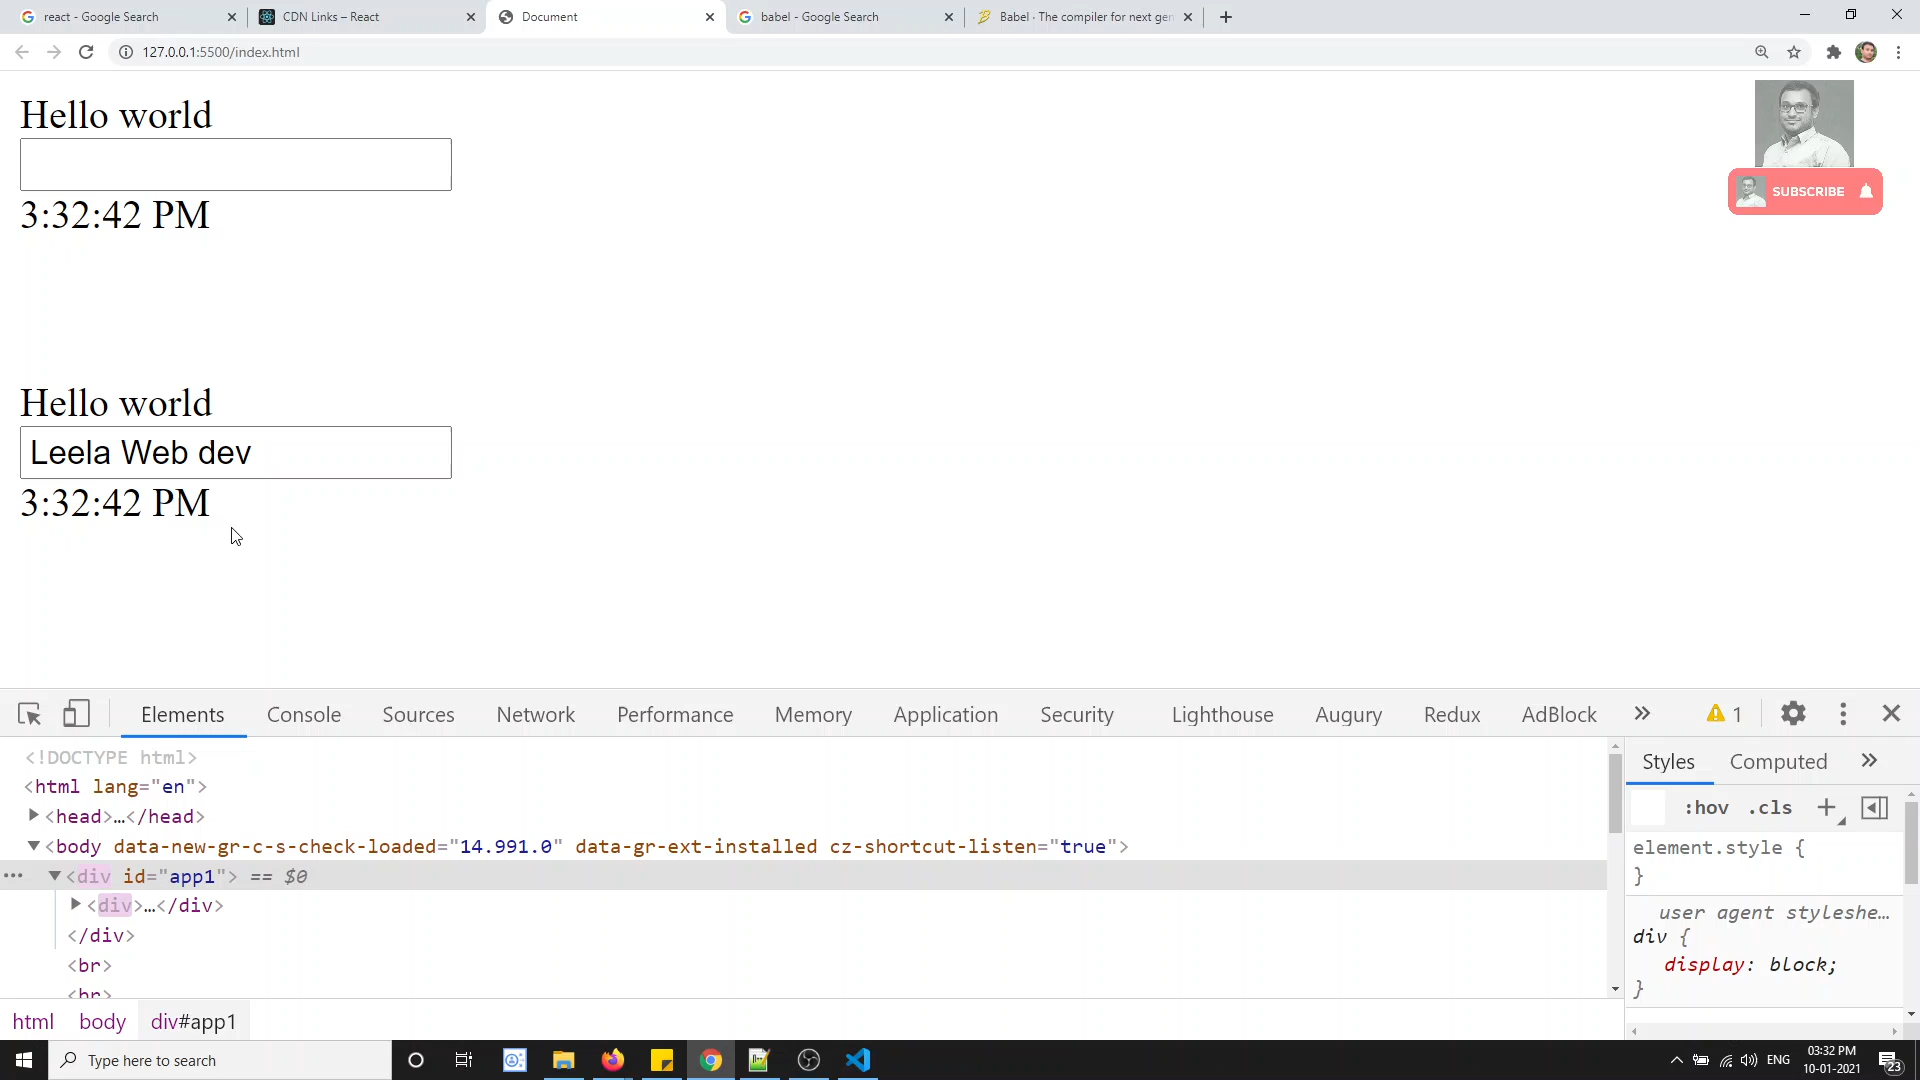 react - Google Search
CDN Links – React
Document
babel - Google Search
Babel · The compiler for next gen
127.0.0.1:5500/index.html
Hello world
3:32:42 PM
SUBSCRIBE
Hello world
Leela Web dev
3:32:42 PM
Elements
Console
Sources
Network
Performance
Memory
Application
Security
Lighthouse
Augury
Redux
AdBlock
1
<!DOCTYPE html>
<html lang="en">
<head>…</head>
<body data-new-gr-c-s-check-loaded="14.991.0" data-gr-ext-installed cz-shortcut-listen="true">
<div id="app1"> == $0
<div>…</div>
</div>
<br>
<br>
html body div#app1
Styles
Computed
:hov .cls
element.style {
}
user agent styleshe…
div {
display: block;
}
Type here to search
ENG
03:32 PM
10-01-2021
23